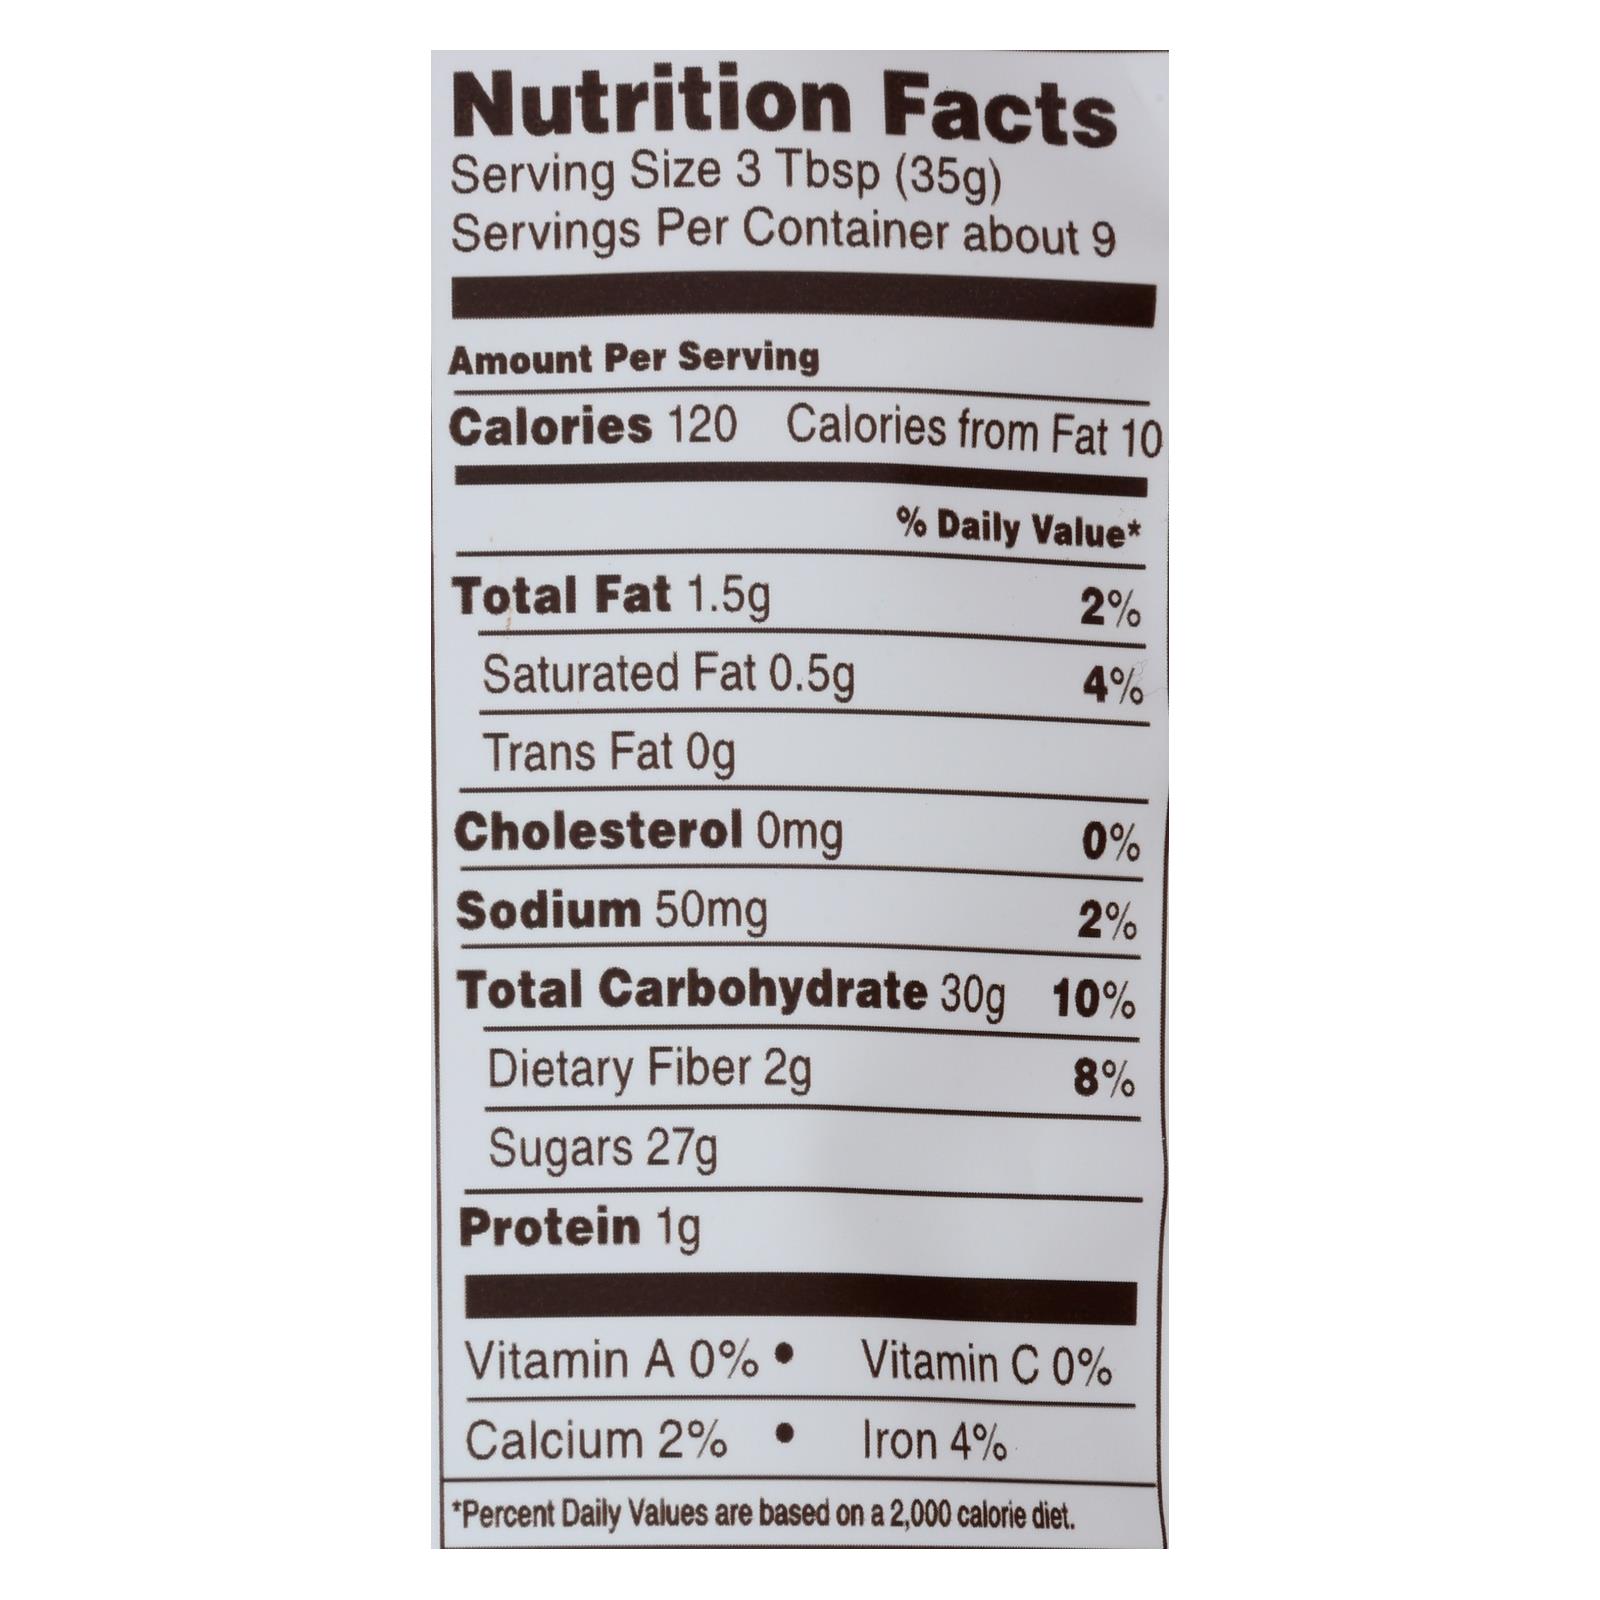 Nutrition Facts
Serving Size 3 Tbsp (35g)
Servings Per Container about 9
Amount Per Serving
Calories 120 Calories from Fat 10
% Daily Value*
Total Fat 1.5g 2%
Saturated Fat 0.5g 4%
Trans Fat 0g
Cholesterol 0mg 0%
Sodium 50mg 2%
Total Carbohydrate 30g 10%
Dietary Fiber 2g 8%
Sugars 27g
Protein 1g
Vitamin A 0% • Vitamin C 0%
Calcium 2% • Iron 4%
*Percent Daily Values are based on a 2,000 calorie diet.